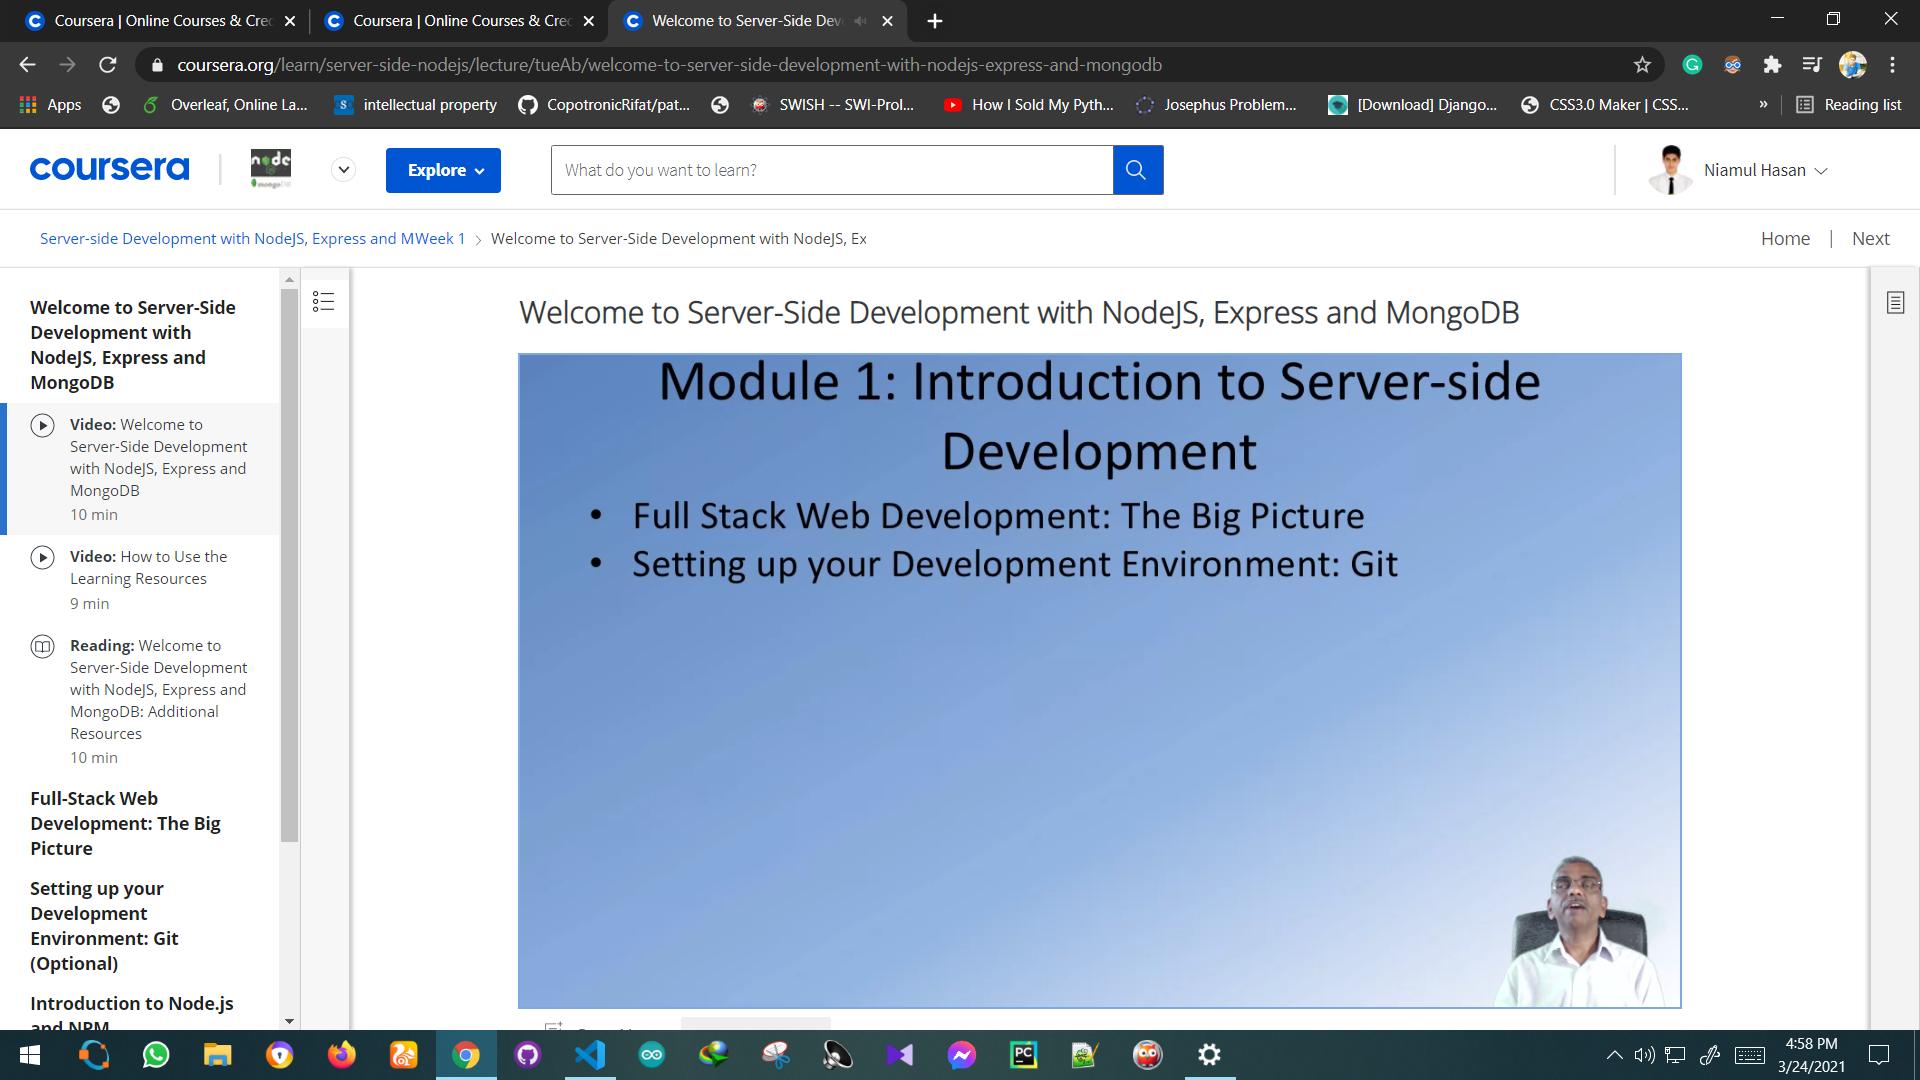 Coursera | Online Courses & Cre
Coursera | Online Courses & Cre
Welcome to Server-Side Dev
coursera.org/learn/server-side-nodejs/lecture/tueAb/welcome-to-server-side-development-with-nodejs-express-and-mongodb
Apps
Overleaf, Online La...
intellectual property
CopotronicRifat/pat...
SWISH -- SWI-Prol...
How I Sold My Pyth...
Josephus Problem...
[Download] Django...
CSS3.0 Maker | CSS...
»
Reading list
coursera
node
mongoDB
Explore
What do you want to learn?
Niamul Hasan
Server-side Development with NodeJS, Express and MWeek 1
Welcome to Server-Side Development with NodeJS, Ex
Home | Next
Welcome to Server-Side
Development with
NodeJS, Express and
MongoDB
Video: Welcome to
Server-Side Development
with NodeJS, Express and
MongoDB
10 min
Video: How to Use the
Learning Resources
9 min
Reading: Welcome to
Server-Side Development
with NodeJS, Express and
MongoDB: Additional
Resources
10 min
Full-Stack Web
Development: The Big
Picture
Setting up your
Development
Environment: Git
(Optional)
Introduction to Node.js
and NPM
Welcome to Server-Side Development with NodeJS, Express and MongoDB
Module 1: Introduction to Server-side
Development
• Full Stack Web Development: The Big Picture
• Setting up your Development Environment: Git
PC
4:58 PM
3/24/2021